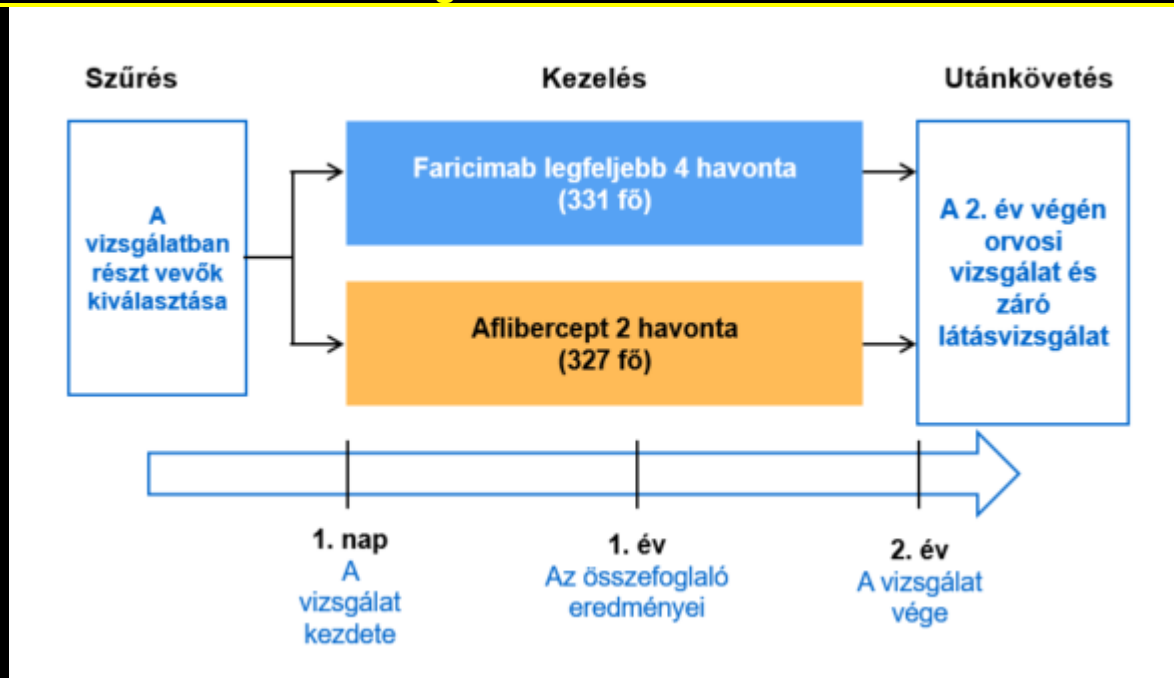 Szűrés
Kezelés
Utánkövetés
A
vizsgálatban
részt vevők
kiválasztása
Faricimab legfeljebb 4 havonta
(331 fő)
Aflibercept 2 havonta
(327 fő)
A 2. év végén
orvosi
vizsgálat és
záró
látásvizsgálat
1. nap
A
vizsgálat
kezdete
1. év
Az összefoglaló
eredményei
2. év
A vizsgálat
vége